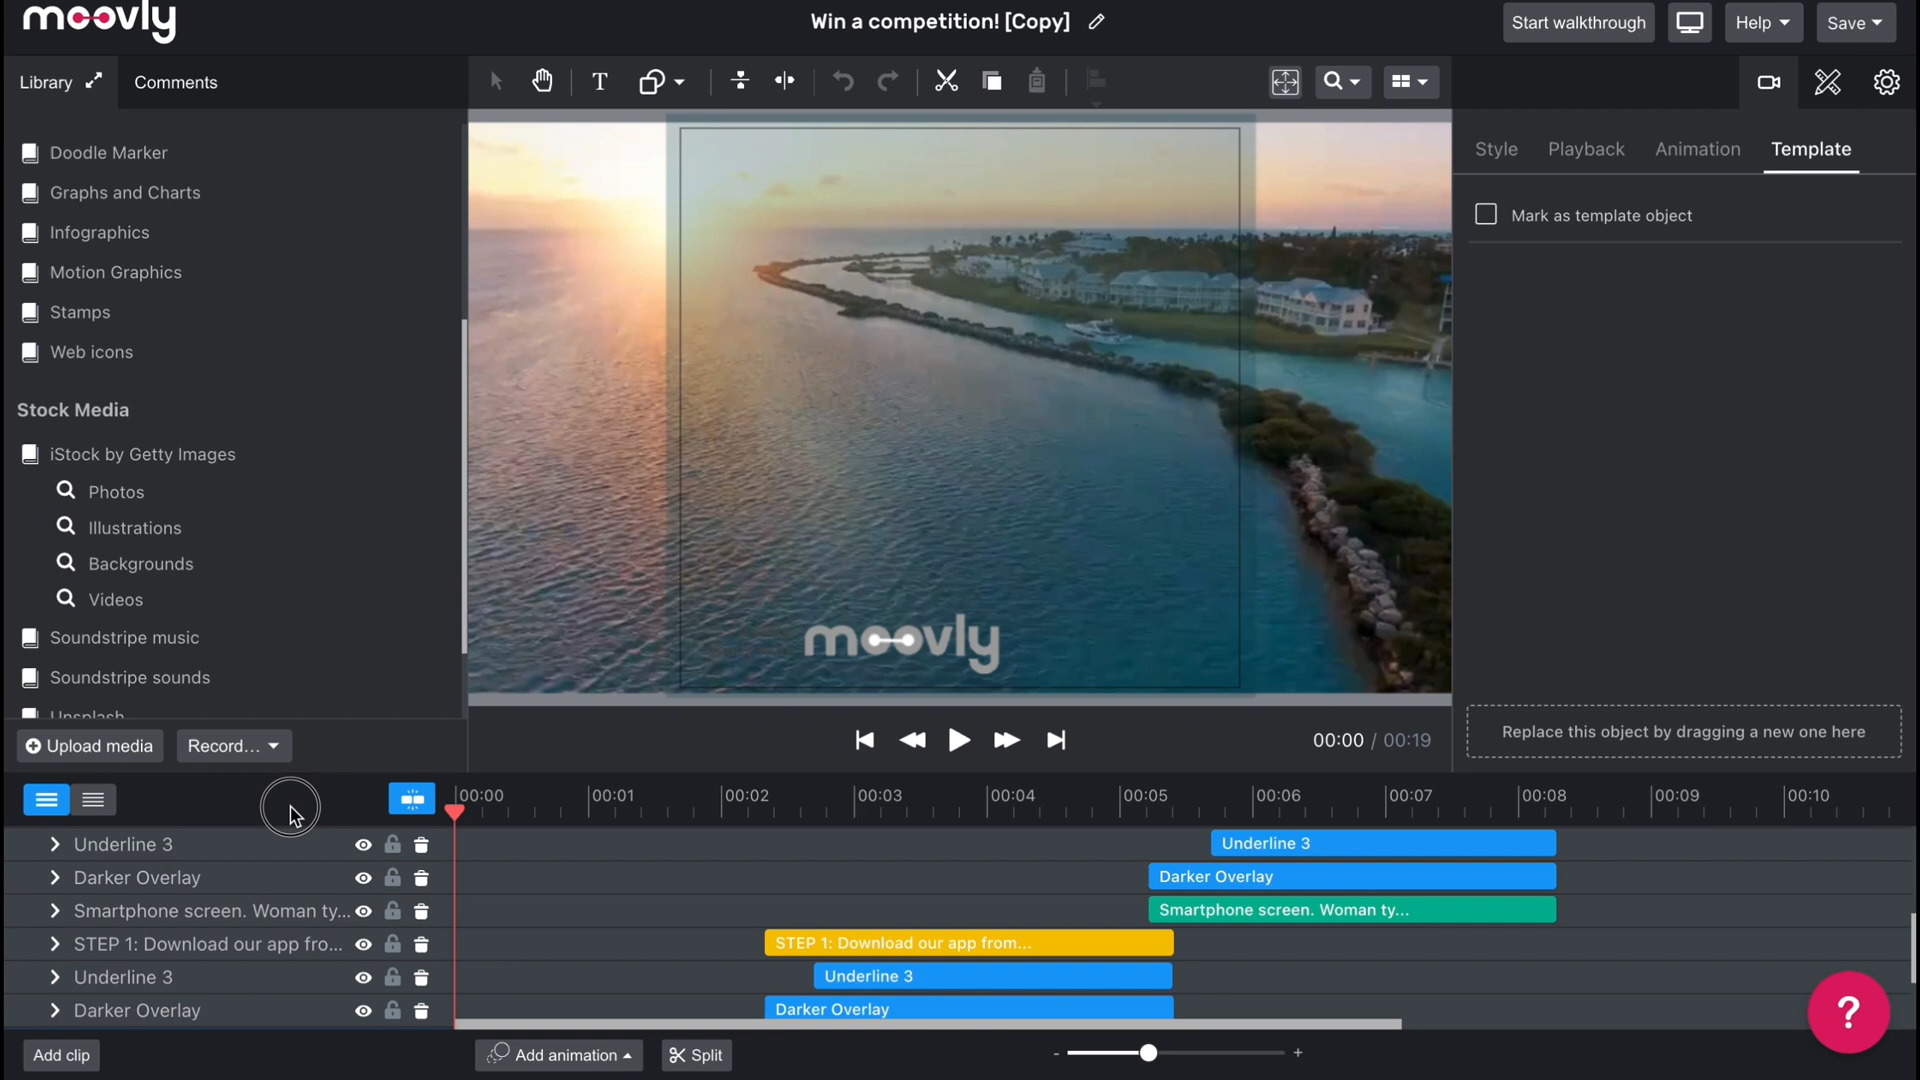 moovly
Win a competition! [Copy]
Start walkthrough
Help
Save
Library
Comments
T
Style
Playback
Animation
Template
Doodle Marker
Graphs and Charts
Infographics
Motion Graphics
Stamps
Web icons
Stock Media
iStock by Getty Images
Photos
Illustrations
Backgrounds
Videos
Soundstripe music
Soundstripe sounds
Unsplash
Upload media
Record...
Mark as template object
moovly
Replace this object by dragging a new one here
00:00 / 00:19
00:00
00:01
00:02
00:03
00:04
00:05
00:06
00:07
00:08
00:09
00:10
Underline 3
Underline 3
Darker Overlay
Darker Overlay
Smartphone screen. Woman ty...
Smartphone screen. Woman ty...
STEP 1: Download our app fro...
STEP 1: Download our app from...
Underline 3
Underline 3
Darker Overlay
Darker Overlay
Add clip
Add animation
Split
- +
?